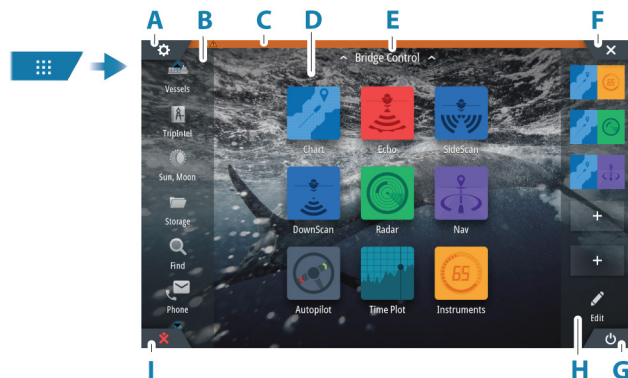 A
B
C
D
E
F
Bridge Control
Vessels
TripIntel
Sun, Moon
Storage
Find
Phone
Chart
Echo
SideScan
DownScan
Radar
Nav
Autopilot
Time Plot
65
Instruments
65
+
+
Edit
I
H
G